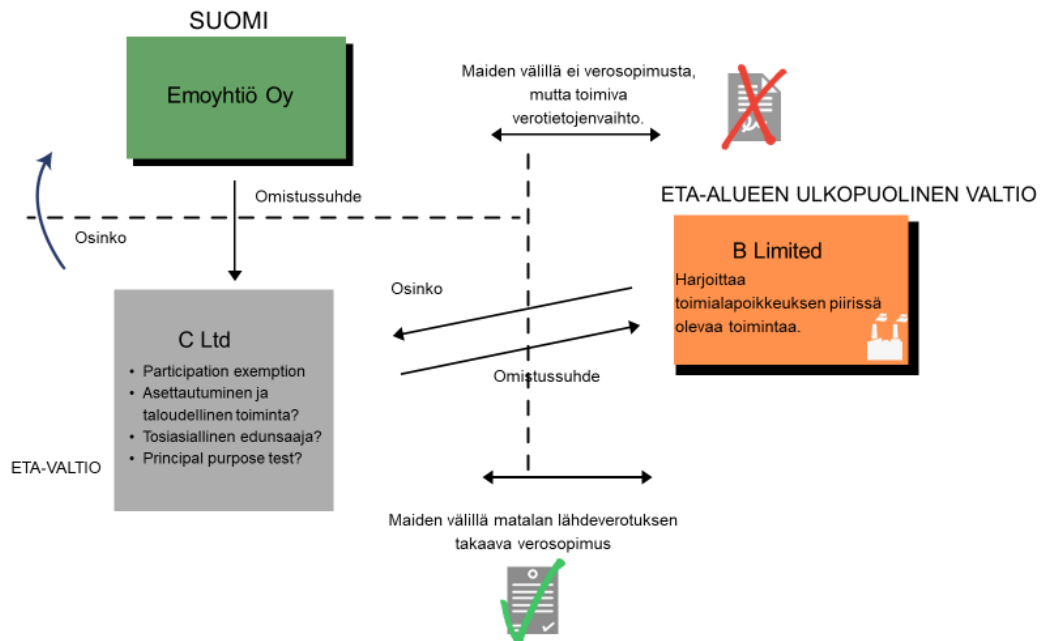 SUOMI
Emoyhtiö Oy
Maiden välillä ei verosopimusta,
mutta toimiva
verotietojenvaihto.
Omistussuhde
Osinko
ETA-ALUEEN ULKOPUOLINEN VALTIO
B Limited
Harjoittaa
toimialapoikkeuksen piirissä
olevaa toimintaa.
Osinko
Omistussuhde
C Ltd
• Participation exemption
• Asettautuminen ja
taloudellinen toiminta?
• Tosiasiallinen edunsaaja?
• Principal purpose test?
ETA-VALTIO
Maiden välillä matalan lähdeverotuksen
takaava verosopimus